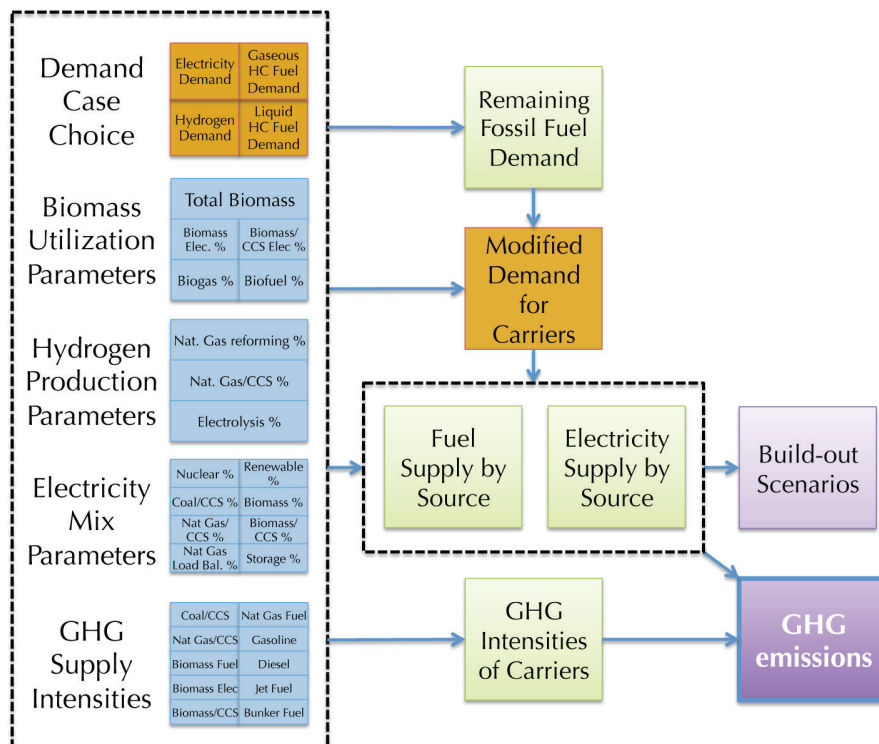 Demand
Case
Choice
Electricity
Demand
Gaseous
HC Fuel
Demand
Hydrogen
Demand
Liquid
HC Fuel
Demand
Biomass
Utilization
Parameters
Total Biomass
Biomass
Elec. %
Biomass/
CCS Elec %
Biogas %
Biofuel %
Hydrogen
Production
Parameters
Nat. Gas reforming %
Nat. Gas/CCS %
Electrolysis %
Electricity
Mix
Parameters
Nuclear %
Renewable
%
Coal/CCS %
Biomass %
Nat Gas/
CCS %
Biomass/
CCS %
Nat Gas
Load Bal. %
Storage %
GHG
Supply
Intensities
Coal/CCS
Nat Gas Fuel
Nat Gas/CCS
Gasoline
Biomass Fuel
Diesel
Biomass Elec
Jet Fuel
Biomass/CCS
Bunker Fuel
Remaining
Fossil Fuel
Demand
Modified
Demand
for
Carriers
Fuel
Supply by
Source
Electricity
Supply by
Source
Build-out
Scenarios
GHG
Intensities
of Carriers
GHG
emissions